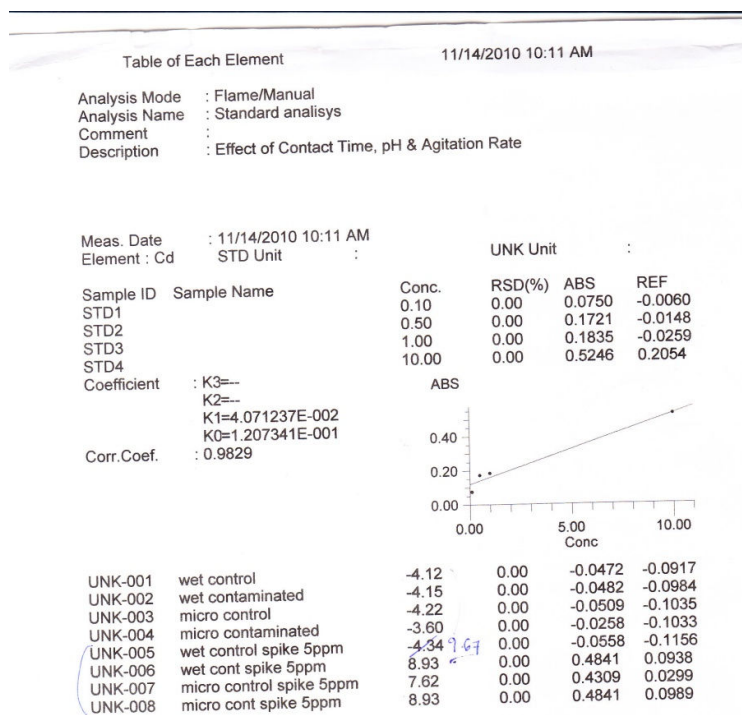 Table of Each Element 11/14/2010 10:11 AM
Analysis Mode : Flame/Manual
Analysis Name : Standard analisys
Comment :
Description : Effect of Contact Time, pH & Agitation Rate
Meas. Date : 11/14/2010 10:11 AM
Element : Cd STD Unit : UNK Unit :
Sample ID Sample Name Conc. RSD(%) ABS REF
STD1 0.10 0.00 0.0750 -0.0060
STD2 0.50 0.00 0.1721 -0.0148
STD3 1.00 0.00 0.1835 -0.0259
STD4 10.00 0.00 0.5246 0.2054
Coefficient : K3=-- ABS
K2=--
K1=4.071237E-002
K0=1.207341E-001
Corr.Coef. : 0.9829
0.40
0.20
0.00
0.00 5.00 10.00
Conc
UNK-001 wet control -4.12 0.00 -0.0472 -0.0917
UNK-002 wet contaminated -4.15 0.00 -0.0482 -0.0984
UNK-003 micro control -4.22 0.00 -0.0509 -0.1035
UNK-004 micro contaminated -3.60 0.00 -0.0258 -0.1033
UNK-005 wet control spike 5ppm -4.34 9.67 0.00 -0.0558 -0.1156
UNK-006 wet cont spike 5ppm 8.93 0.00 0.4841 0.0938
UNK-007 micro control spike 5ppm 7.62 0.00 0.4309 0.0299
UNK-008 micro cont spike 5ppm 8.93 0.00 0.4841 0.0989